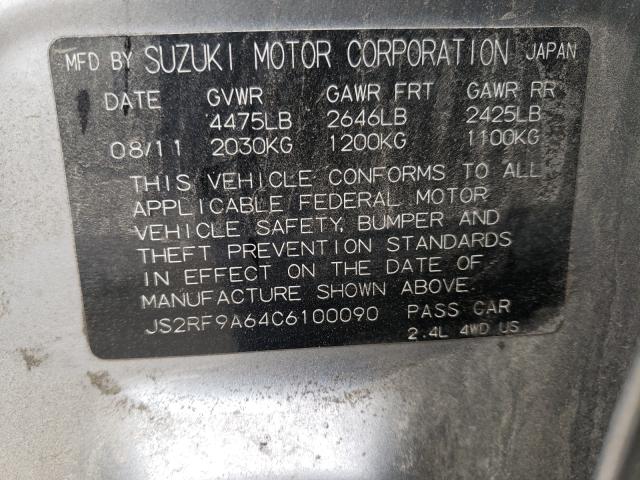 MFD BY SUZUKI MOTOR CORPORATION JAPAN
DATE GVWR GAWR FRT GAWR RR
4475LB 2646LB 2425LB
08/11 2030KG 1200KG 1100KG
THIS VEHICLE CONFORMS TO ALL
APPLICABLE FEDERAL MOTOR
VEHICLE SAFETY, BUMPER AND
THEFT PREVENTION STANDARDS
IN EFFECT ON THE DATE OF
MANUFACTURE SHOWN ABOVE.
JS2RF9A64C6100090 PASS CAR
2.4L 4WD US